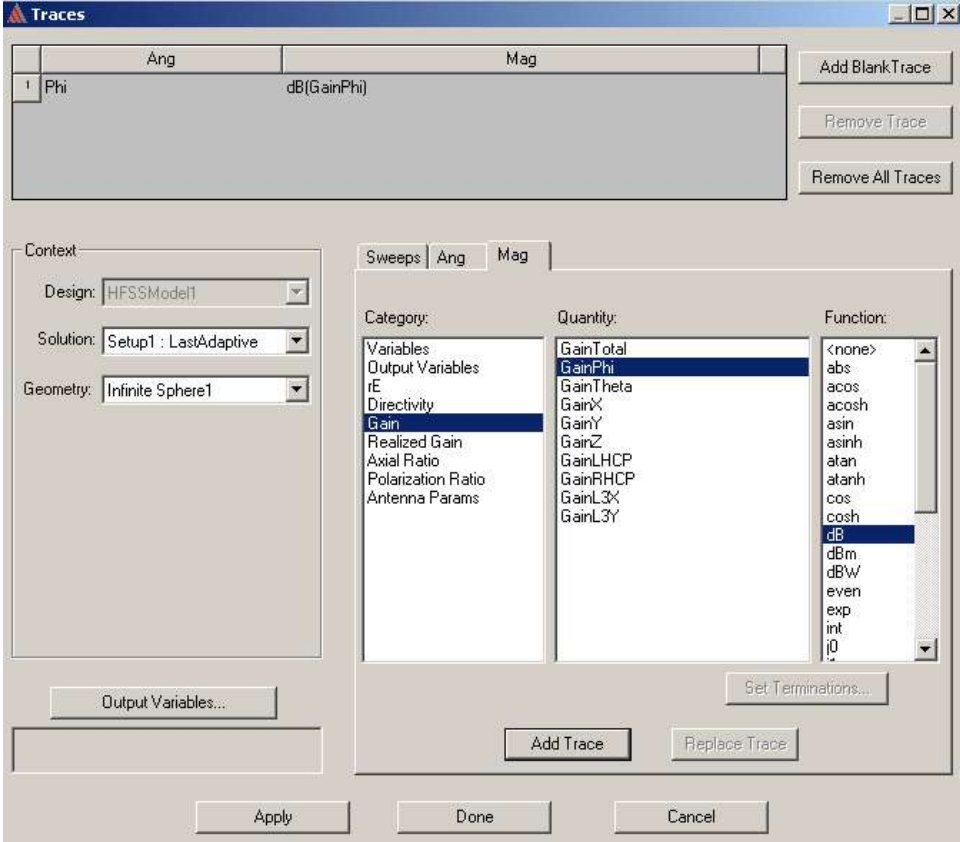 Traces
Ang Mag
1 Phi dB(GainPhi)
Add BlankTrace
Remove Trace
Remove All Traces
Context
Design: HFSSModel1
Solution: Setup1 : LastAdaptive
Geometry: Infinite Sphere1
Output Variables...
Sweeps Ang Mag
Category:
Variables
Output Variables
rE
Directivity
Gain
Realized Gain
Axial Ratio
Polarization Ratio
Antenna Params
Quantity:
GainTotal
GainPhi
GainTheta
GainX
GainY
GainZ
GainLHCP
GainRHCP
GainL3X
GainL3Y
Function:
<none>
abs
acos
acosh
asin
asinh
atan
atanh
cos
cosh
dB
dBm
dBW
even
exp
int
j0
Set Terminations...
Add Trace
Replace Trace
Apply
Done
Cancel